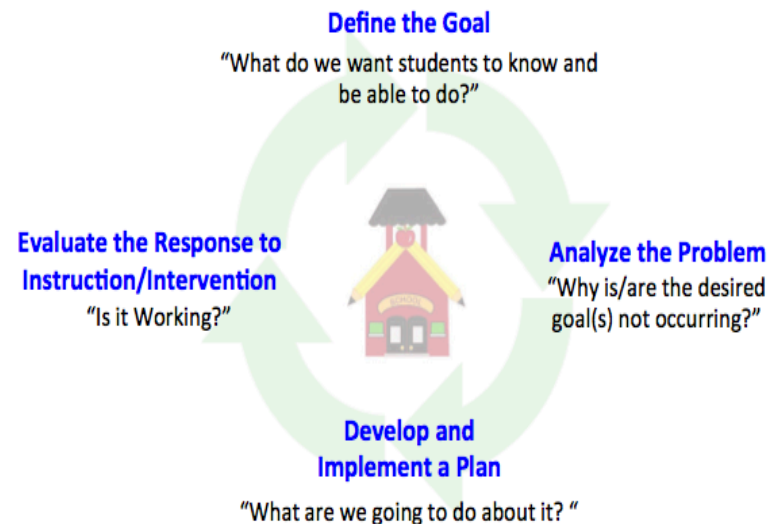 Define the Goal
“What do we want students to know and
be able to do?”
Evaluate the Response to
Instruction/Intervention
“Is it Working?”
Analyze the Problem
“Why is/are the desired
goal(s) not occurring?”
SCHOOL
Develop and
Implement a Plan
“What are we going to do about it? “